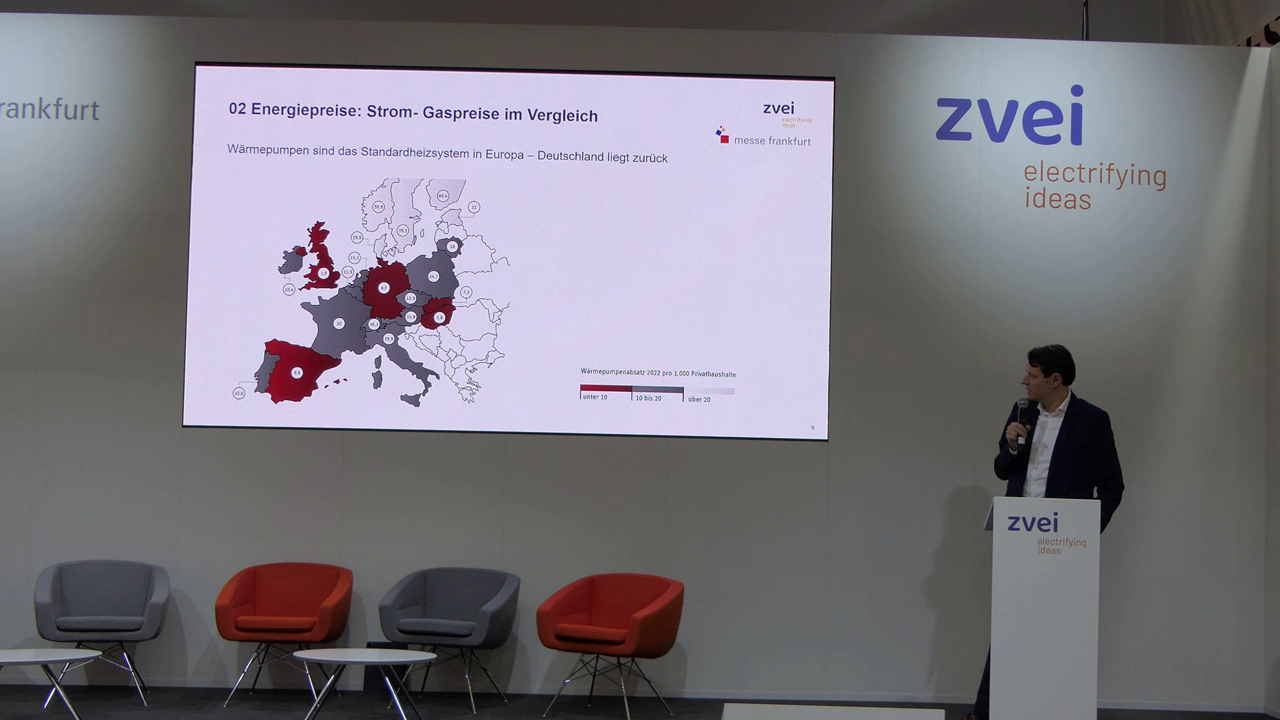 rankfurt
02 Energiepreise: Strom- Gaspreise im Vergleich
zvei
electrifying
ideas
messe frankfurt
Wärmepumpen sind das Standardheizsystem in Europa – Deutschland liegt zurück
Wärmepumpenabsatz 2022 pro 1.000 Privathaushalte
unter 10
10 bis 20
über 20
9
zvei
electrifying
ideas
zvei
electrifying
ideas